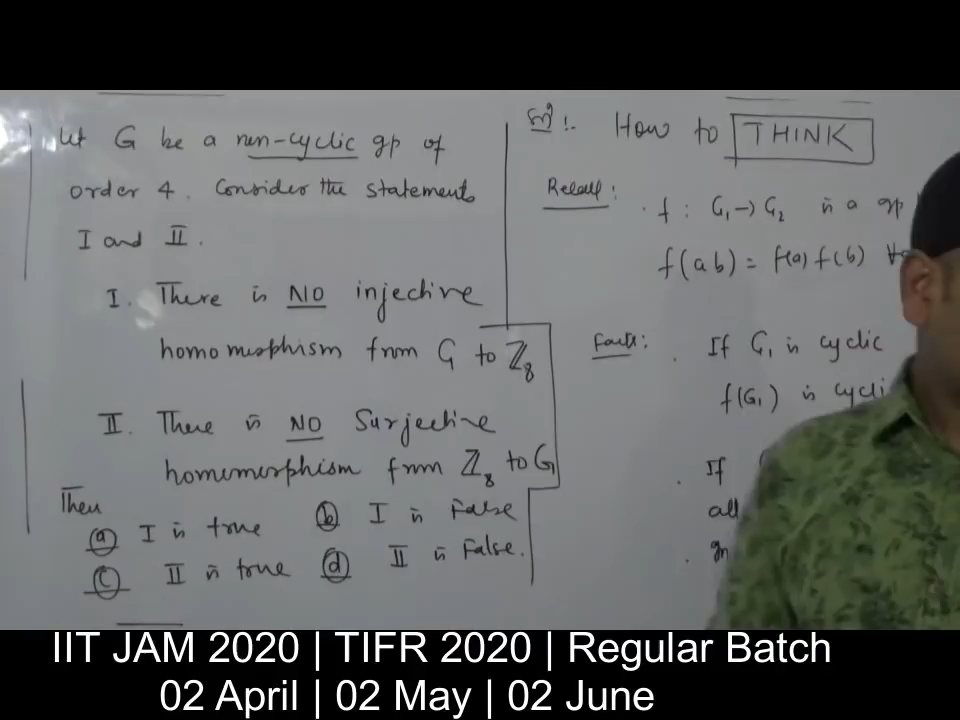 Let G be a non-cyclic gp of
order 4. Consider the statements
I and II.
I. There is NO injective
homomorphism from G to ℤ₈
II. There is NO Surjective
homomorphism from ℤ₈ to G
Then
(a) I is true (b) I is False
(c) II is true (d) II is False.
Sol:. How to THINK
Recall:
. f : G₁→G₂ is a gp
f(ab) = f(a) f(b)
Facts: . If G₁ is cyclic
f(G₁) is cycli
. If
all
.
IIT JAM 2020 | TIFR 2020 | Regular Batch
02 April | 02 May | 02 June